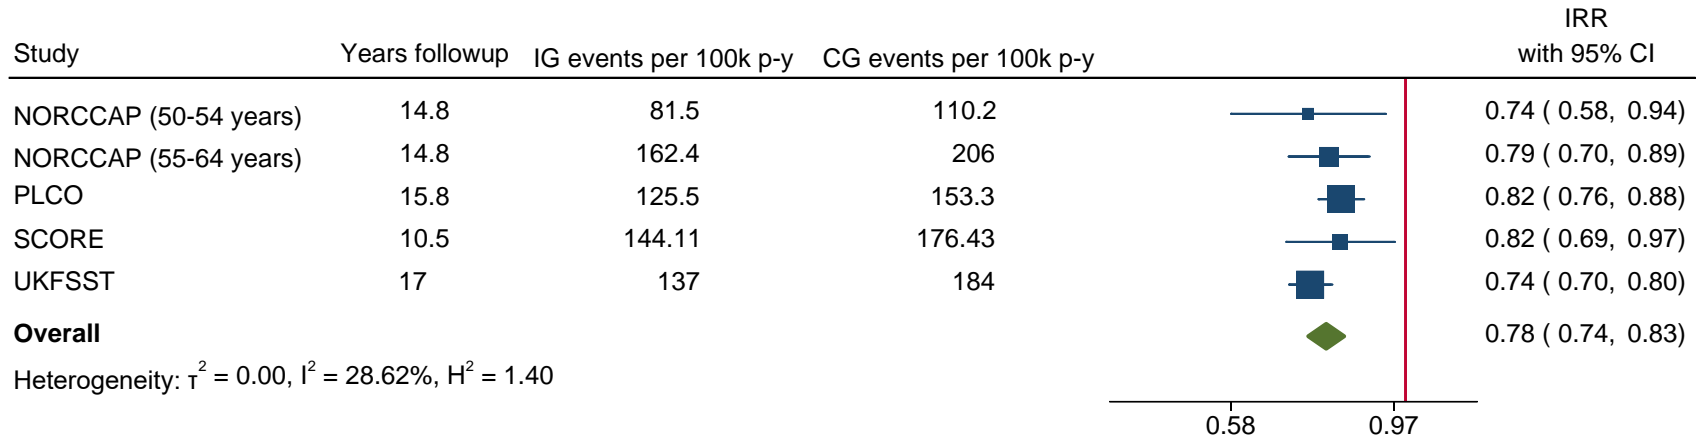 IRR
Study Years followup IG events per 100k p-y CG events per 100k p-y with 95% CI
NORCCAP (50-54 years) 14.8 81.5 110.2 0.74 ( 0.58, 0.94)
NORCCAP (55-64 years) 14.8 162.4 206 0.79 ( 0.70, 0.89)
PLCO 15.8 125.5 153.3 0.82 ( 0.76, 0.88)
SCORE 10.5 144.11 176.43 0.82 ( 0.69, 0.97)
UKFSST 17 137 184 0.74 ( 0.70, 0.80)
Overall 0.78 ( 0.74, 0.83)
Heterogeneity: τ² = 0.00, I² = 28.62%, H² = 1.40
0.58 0.97